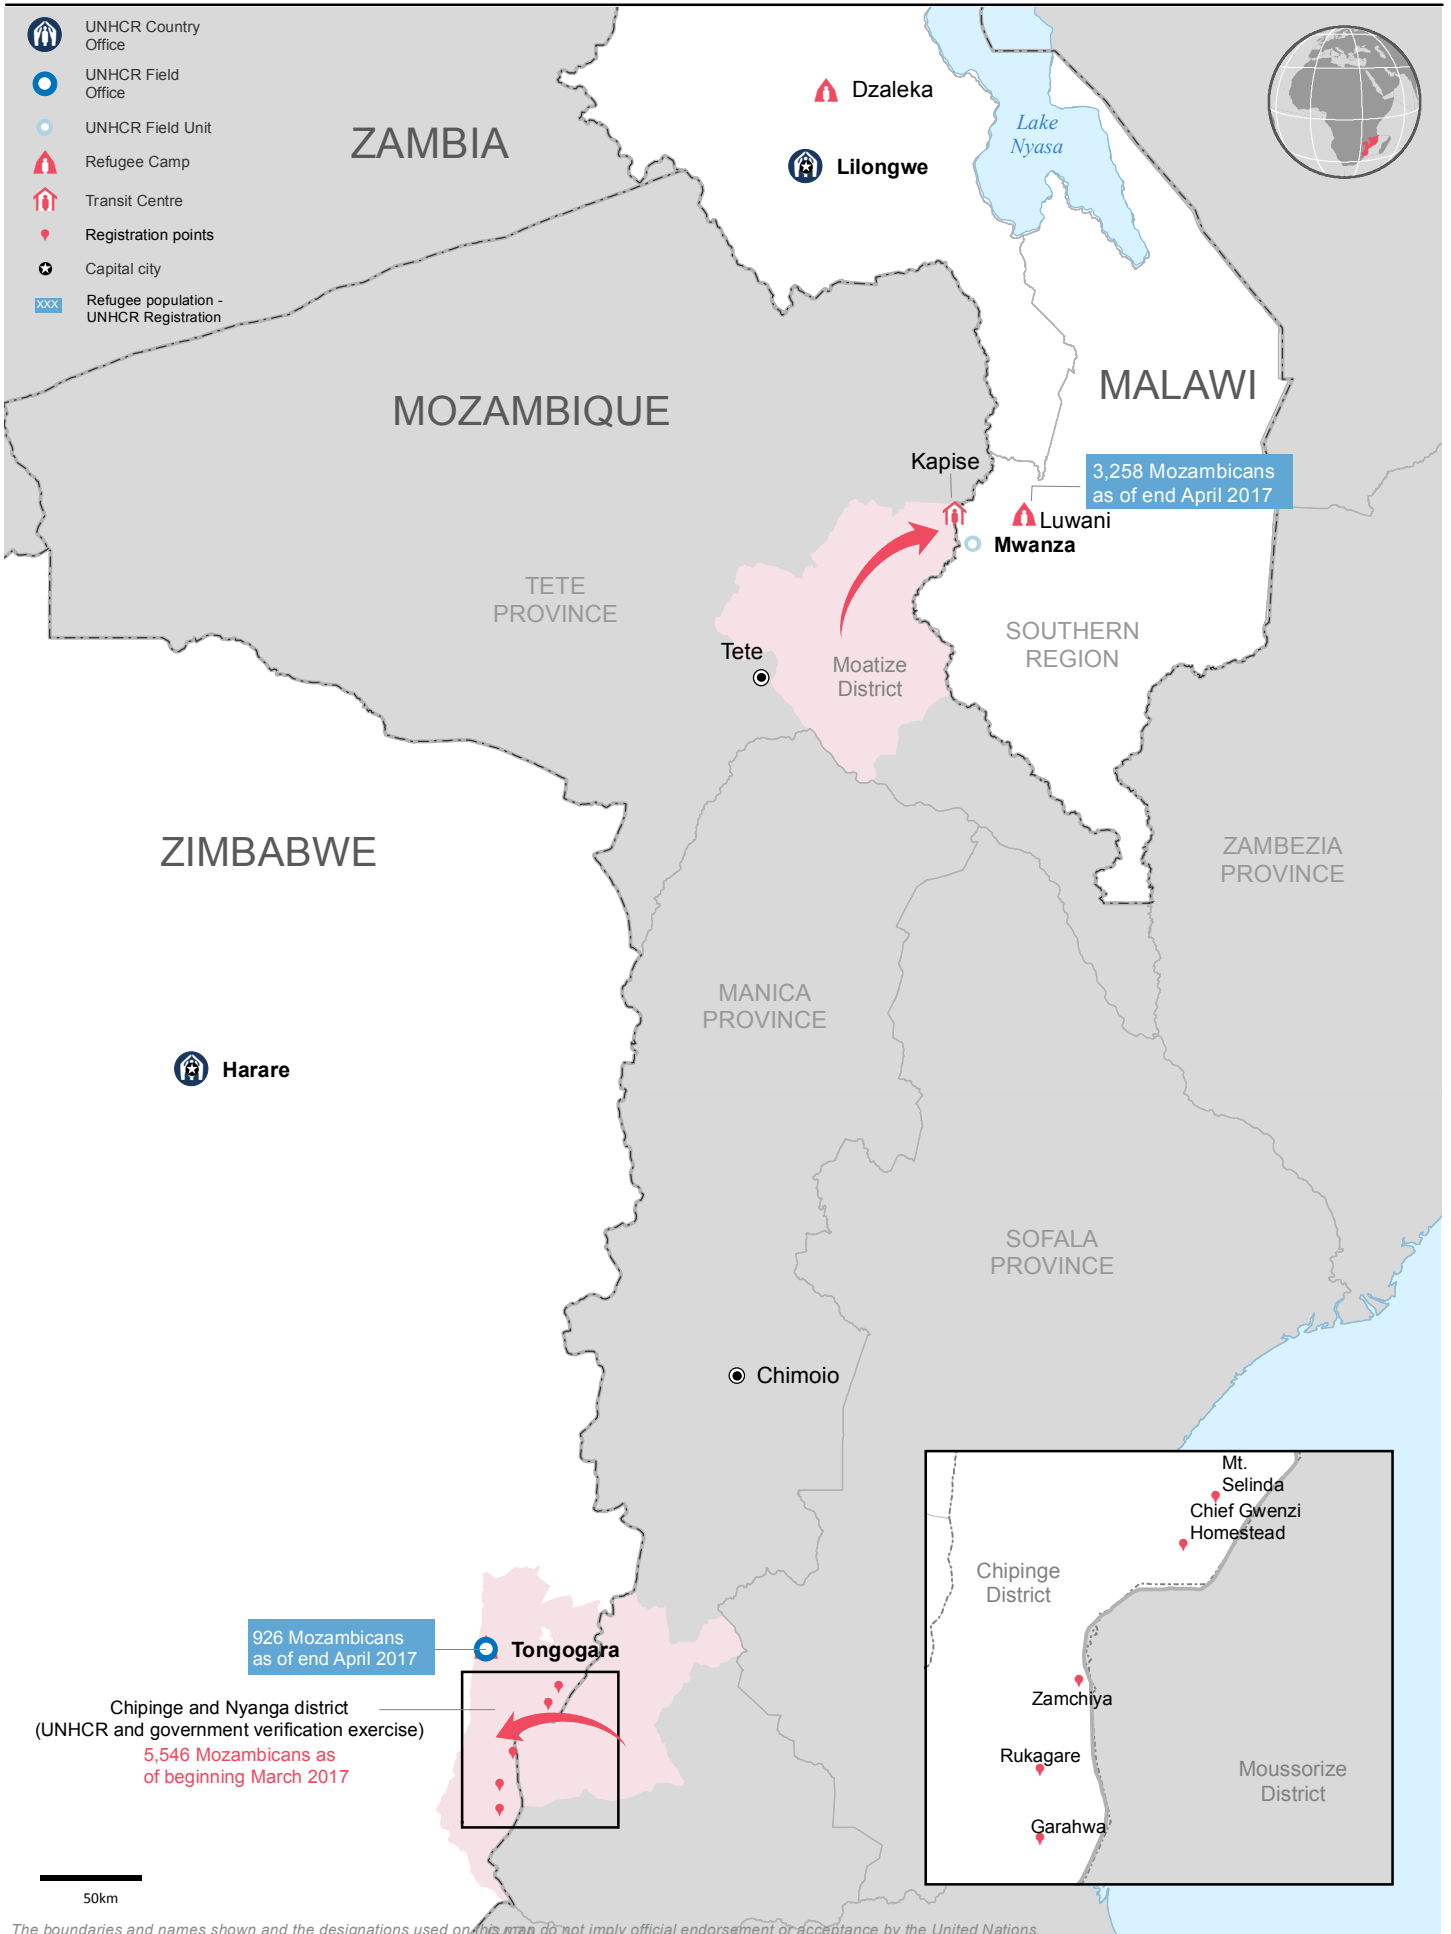 UNHCR Country
Office
UNHCR Field
Office
UNHCR Field Unit
Refugee Camp
Transit Centre
Registration points
Capital city
XXX
Refugee population -
UNHCR Registration
ZAMBIA
Dzaleka
Lilongwe
Lake
Nyasa
MOZAMBIQUE
MALAWI
Kapise
3,258 Mozambicans
as of end April 2017
Luwani
Mwanza
TETE
PROVINCE
SOUTHERN
REGION
Tete
Moatize
District
ZIMBABWE
ZAMBEZIA
PROVINCE
MANICA
PROVINCE
Harare
SOFALA
PROVINCE
Chimoio
Mt.
Selinda
Chief Gwenzi
Homestead
Chipinge
District
Zamchiya
Rukagare
Moussorize
District
Garahwa
926 Mozambicans
as of end April 2017
Tongogara
Chipinge and Nyanga district
(UNHCR and government verification exercise)
5,546 Mozambicans as
of beginning March 2017
50km
The boundaries and names shown and the designations used on this map do not imply official endorsement or acceptance by the United Nations.